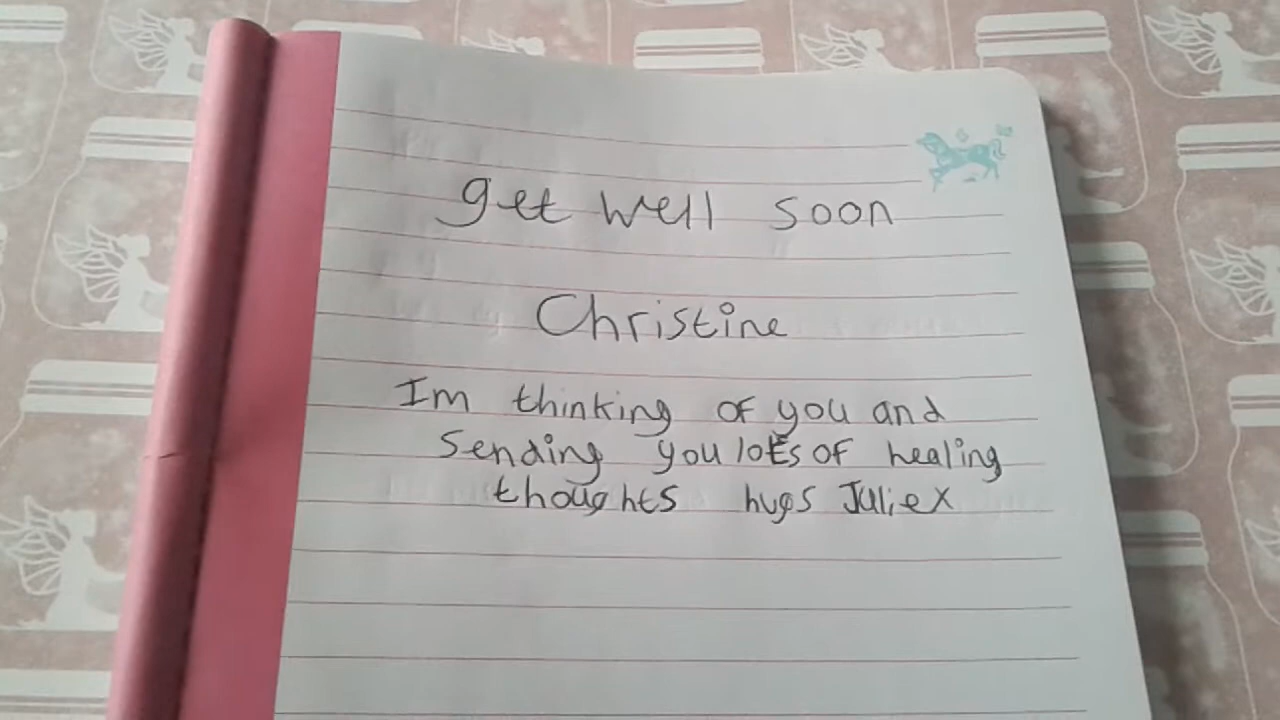 get well soon
Christine
Im thinking of you and
sending you lots of healing
thoughts hugs Julie x